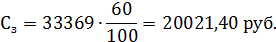 Сз = 33369 · 60/100 = 20021,40 руб.